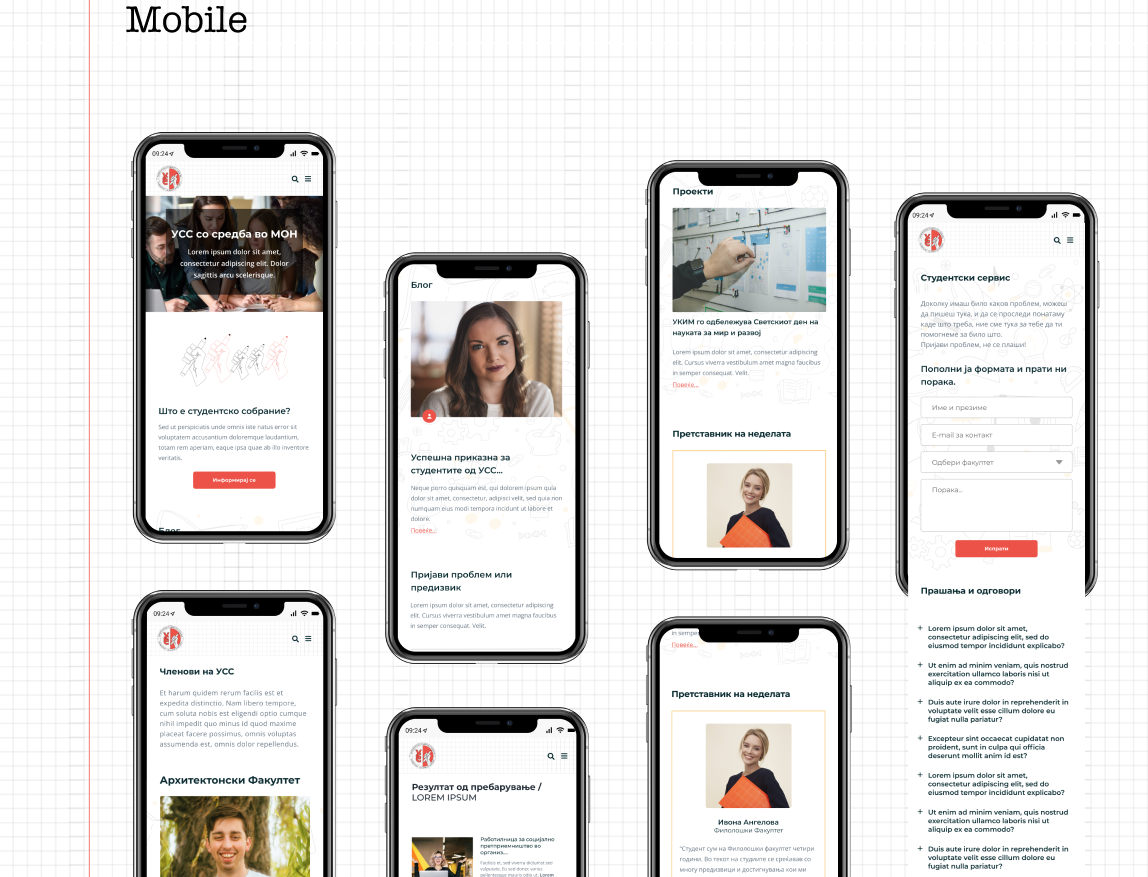 Mobile
09:24
УСС со средба во МОН
Lorem ipsum dolor sit amet,
consectetur adipiscing elit. Dolor
sagittis arcu scelerisque.
Што е студентско собрание?
Sed ut perspiciatis unde omnis iste natus error sit
voluptatem accusantium doloremque laudantium,
totam rem aperiam, eaque ipsa quae ab illo inventore
veritatis.
Информирај се
Блог
09:24
Членови на УСС
Et harum quidem rerum facilis est et
expedita distinctio. Nam libero tempore,
cum soluta nobis est eligendi optio cumque
nihil impedit quo minus id quod maxime
placeat facere possimus, omnis voluptas
assumenda est, omnis dolor repellendus.
Архитектонски Факултет
Блог
Успешна приказна за
студентите од УСС...
Neque porro quisquam est, qui dolorem ipsum quia
dolor sit amet, consectetur, adipisci velit, sed quia non
numquam eius modi tempora incidunt ut labore et
dolore.
Повеќе...
Пријави проблем или
предизвик
Lorem ipsum dolor sit amet, consectetur adipiscing
elit. Cursus viverra vestibulum amet magna faucibus
in semper consequat. Velit.
09:24
Резултат од пребарување /
LOREM IPSUM
Работилница за социјално
претприемништво во
организ...
Facilisis et, sed viverra dictumst sed
vulputate. Eu sed donec varius
Проекти
УКИМ го одбележува Светскиот ден на
науката за мир и развој
Lorem ipsum dolor sit amet, consectetur adipiscing
elit. Cursus viverra vestibulum amet magna faucibus
in semper consequat. Velit.
Повеќе...
Претставник на неделата
in semper
Повеќе...
Претставник на неделата
Ивона Ангелова
Филолошки Факултет
"Студент сум на Филолошки факултет четири
години. Во текот на студиите се среќавав со
многу предизвици и достигнувања кои ми
09:24
Студентски сервис
Доколку имаш било каков проблем, можеш
да пишеш тука, и да се проследи понатаму
каде што треба, ние сме тука за тебе да ти
помогнеме за било што.
Пријави проблем, не се плаши!
Пополни ја формата и прати ни
порака.
Име и презиме
E-mail за контакт
Одбери факултет
Порака...
Испрати
Прашања и одговори
+ Lorem ipsum dolor sit amet,
consectetur adipiscing elit, sed do
eiusmod tempor incididunt explicabo?
+ Ut enim ad minim veniam, quis nostrud
exercitation ullamco laboris nisi ut
aliquip ex ea commodo?
+ Duis aute irure dolor in reprehenderit in
voluptate velit esse cillum dolore eu
fugiat nulla pariatur?
+ Excepteur sint occaecat cupidatat non
proident, sunt in culpa qui officia
deserunt mollit anim id est?
+ Lorem ipsum dolor sit amet,
consectetur adipiscing elit, sed do
eiusmod tempor incididunt explicabo?
+ Ut enim ad minim veniam, quis nostrud
exercitation ullamco laboris nisi ut
aliquip ex ea commodo?
+ Duis aute irure dolor in reprehenderit in
voluptate velit esse cillum dolore eu
fugiat nulla pariatur?